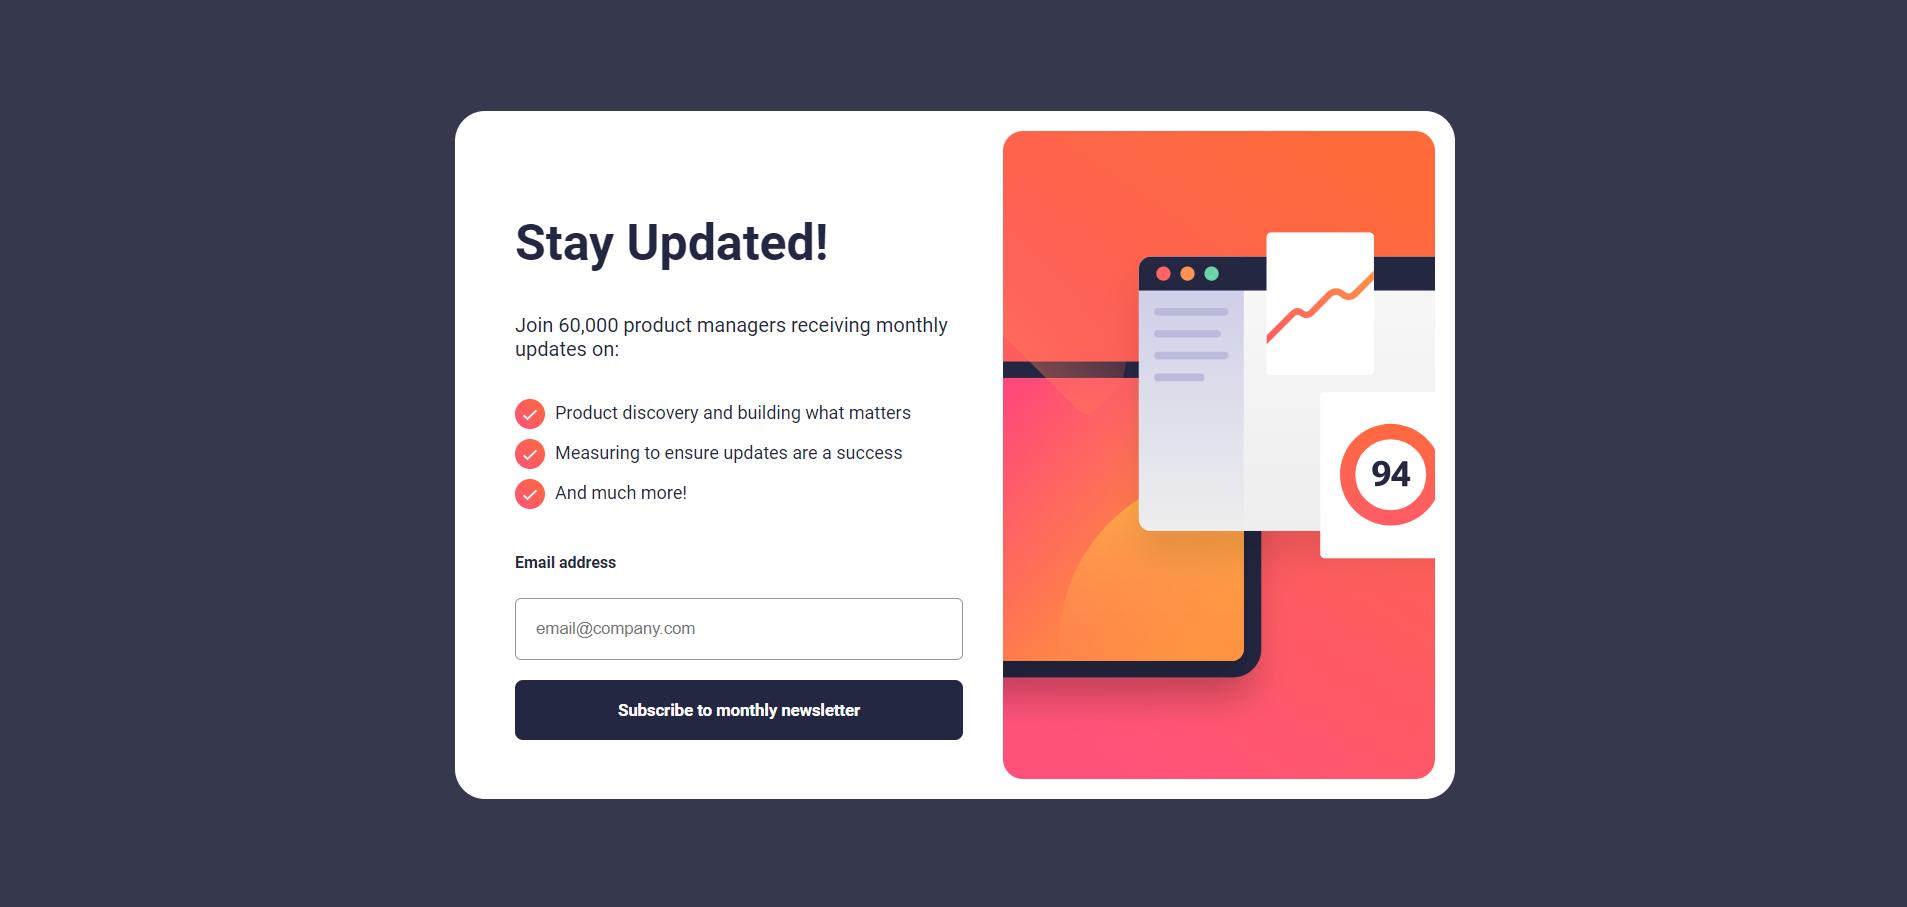 Stay Updated!
Join 60,000 product managers receiving monthly
updates on:
Product discovery and building what matters
Measuring to ensure updates are a success
And much more!
Email address
email@company.com
Subscribe to monthly newsletter
94